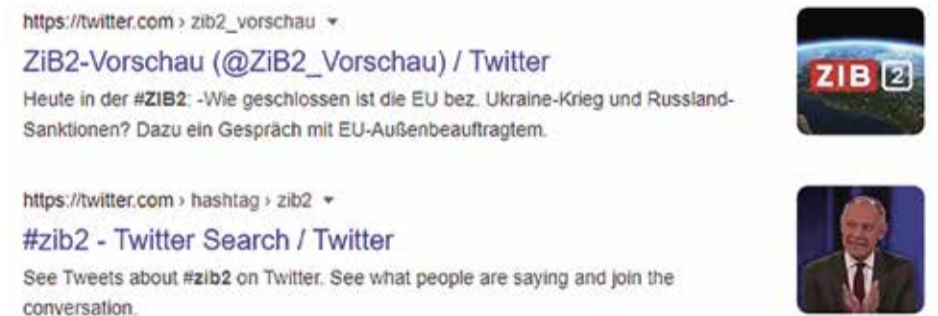 https://twitter.com › zib2_vorschau
ZiB2-Vorschau (@ZiB2_Vorschau) / Twitter
Heute in der #ZIB2: -Wie geschlossen ist die EU bez. Ukraine-Krieg und Russland-
Sanktionen? Dazu ein Gespräch mit EU-Außenbeauftragtem.
ZIB 2
https://twitter.com › hashtag › zib2
#zib2 - Twitter Search / Twitter
See Tweets about #zib2 on Twitter. See what people are saying and join the
conversation.